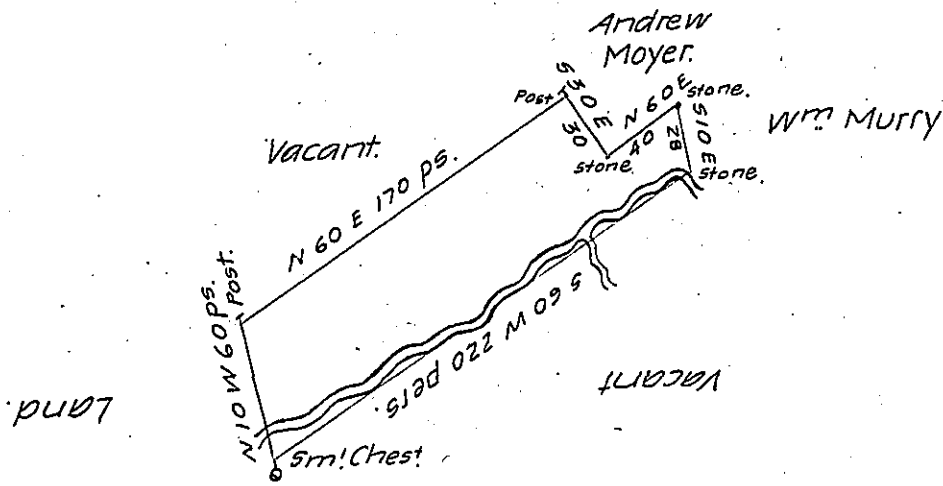 Andrew
Moyer.
S 30 E
30
Post
N 60 E
40
stone.
S 10 E
28
Wm Murry
stone.
stone.
Vacant.
N 60 E 170 ps.
Post.
N 10 W 60 ps.
S 60 W 220 pers.
Vacant
Land.
Sm! Chest